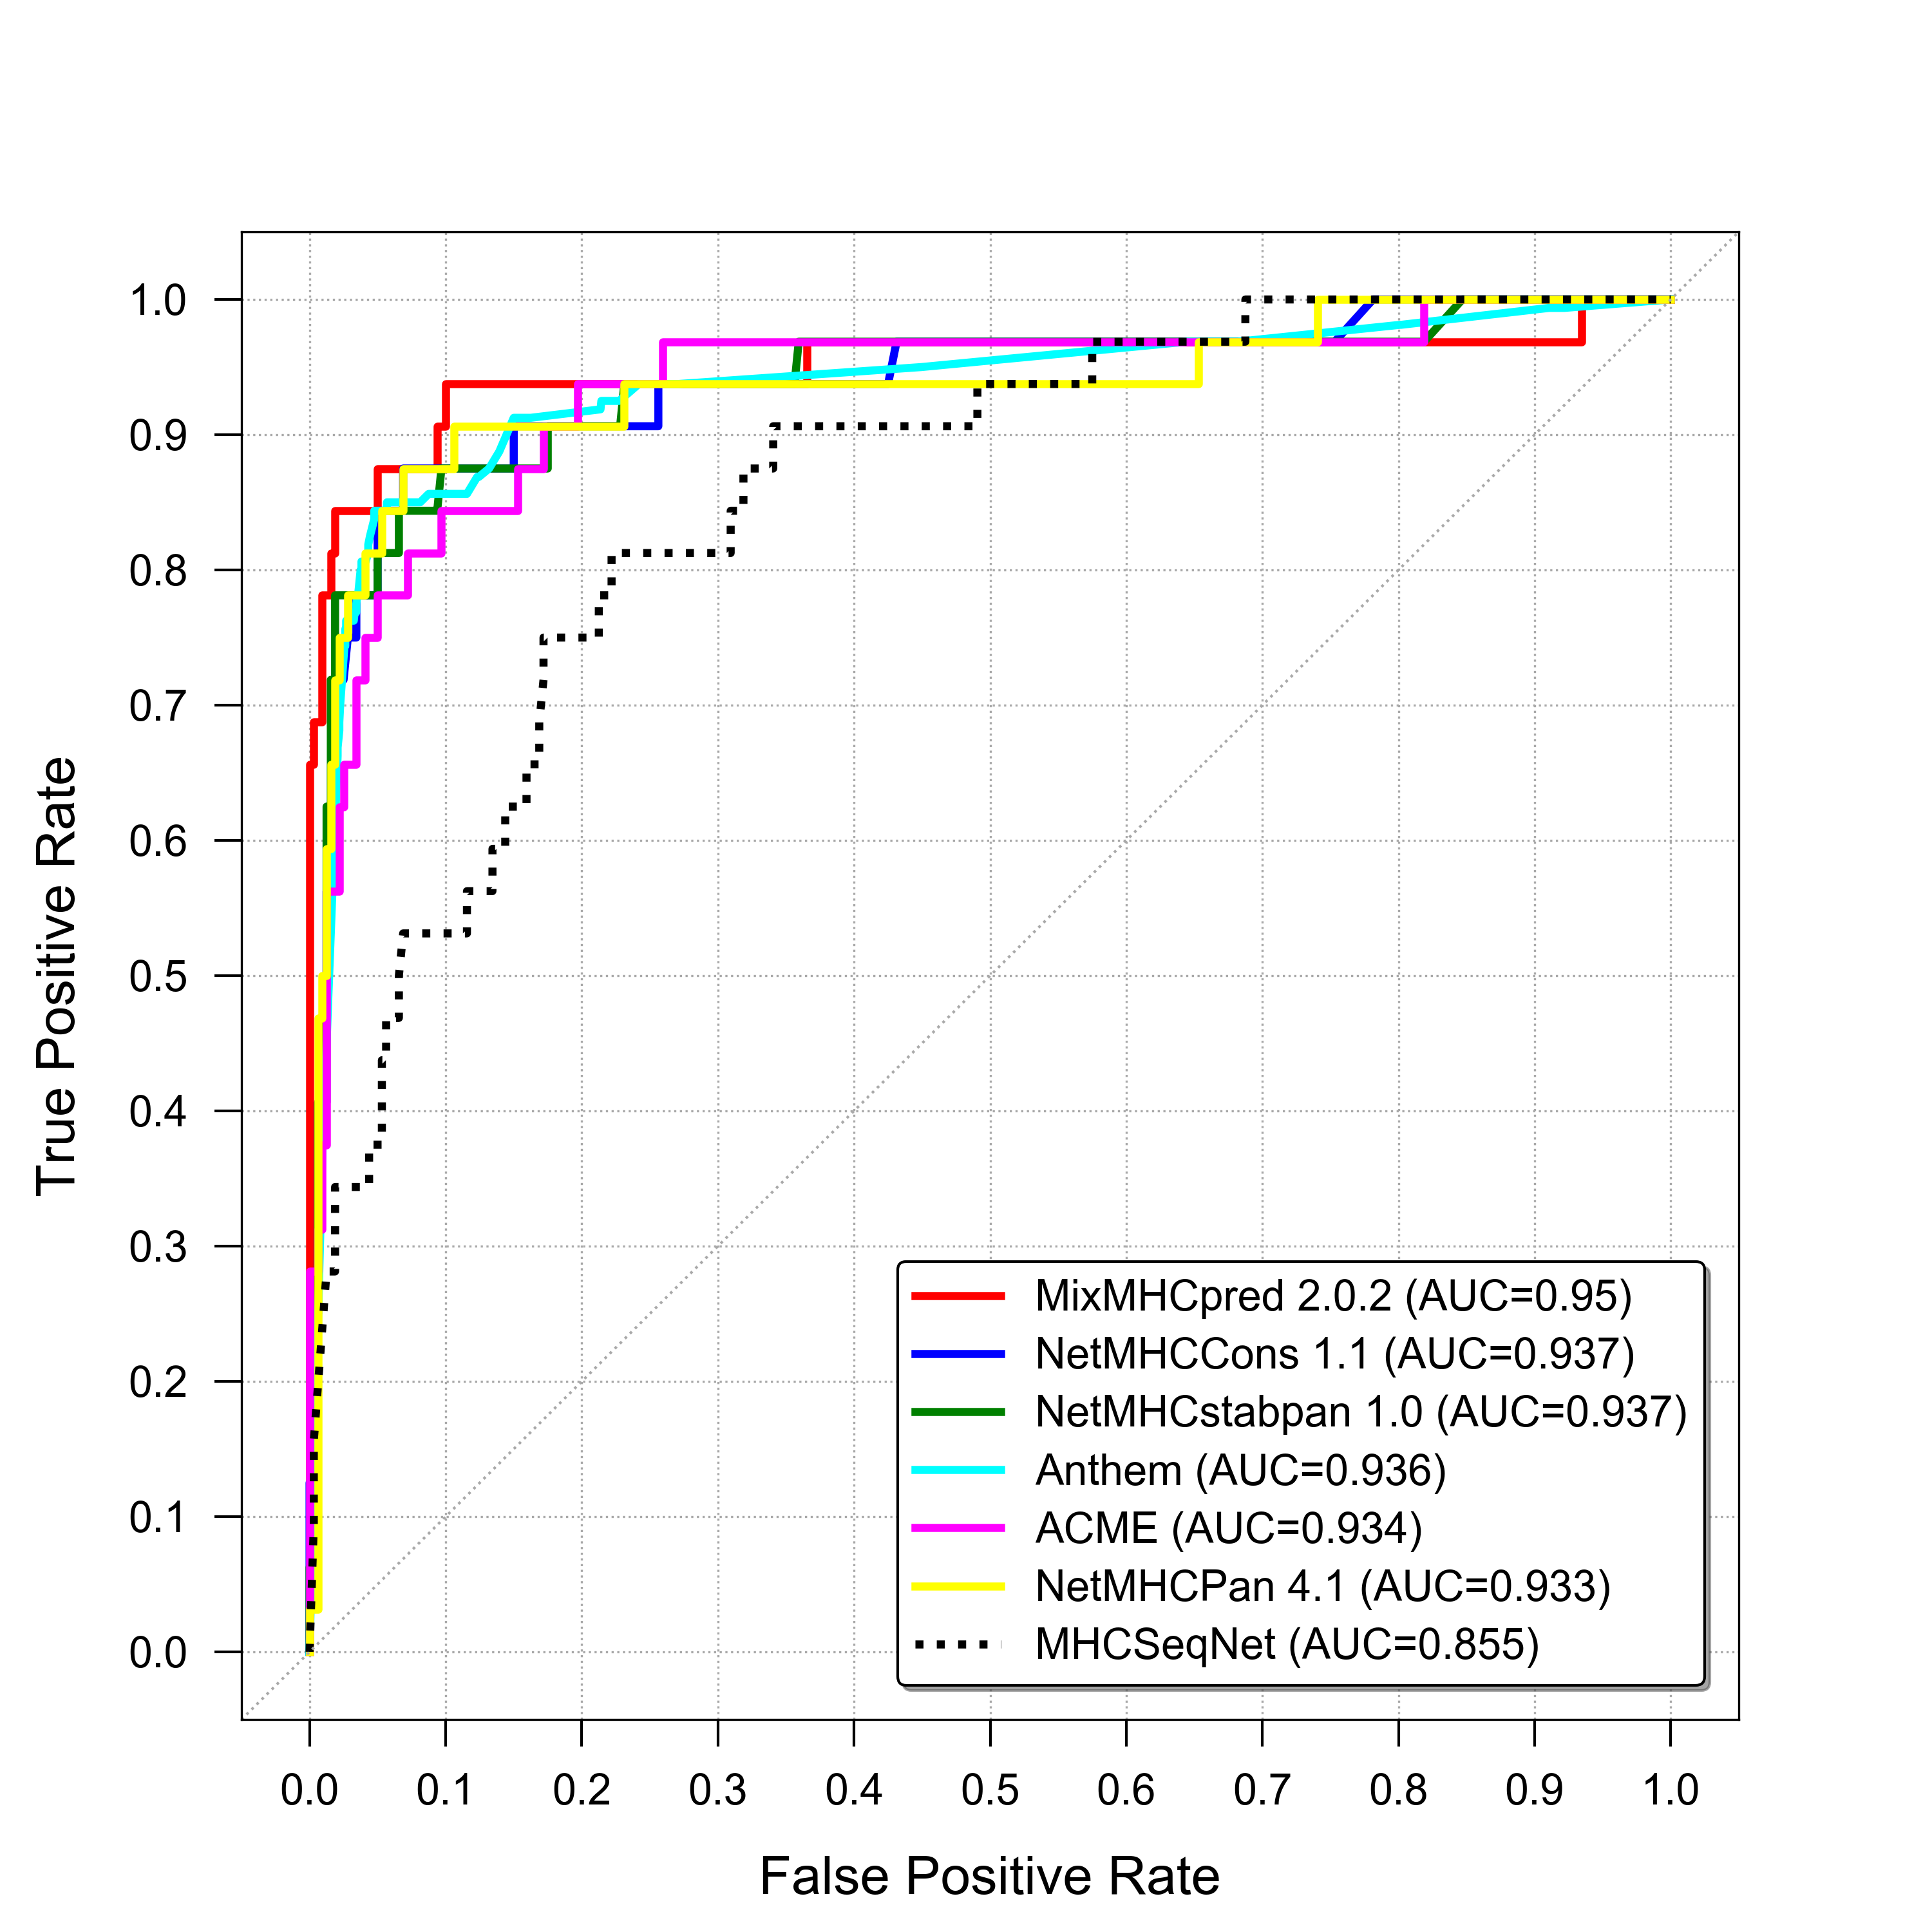 1.0
0.9
0.8
0.7
0.6
0.5
0.4
0.3
0.2
0.1
0.0
True Positive Rate
MixMHCpred 2.0.2 (AUC=0.95)
NetMHCCons 1.1 (AUC=0.937)
NetMHCstabpan 1.0 (AUC=0.937)
Anthem (AUC=0.936)
ACME (AUC=0.934)
NetMHCPan 4.1 (AUC=0.933)
MHCSeqNet (AUC=0.855)
0.0 0.1 0.2 0.3 0.4 0.5 0.6 0.7 0.8 0.9 1.0
False Positive Rate